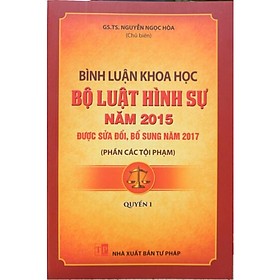 GS.TS. NGUYỄN NGỌC HÒA
(Chủ biên)
BÌNH LUẬN KHOA HỌC
BỘ LUẬT HÌNH SỰ
NĂM 2015
ĐƯỢC SỬA ĐỔI, BỔ SUNG NĂM 2017
(PHẦN CÁC TỘI PHẠM)
QUYỂN I
NHÀ XUẤT BẢN TƯ PHÁP